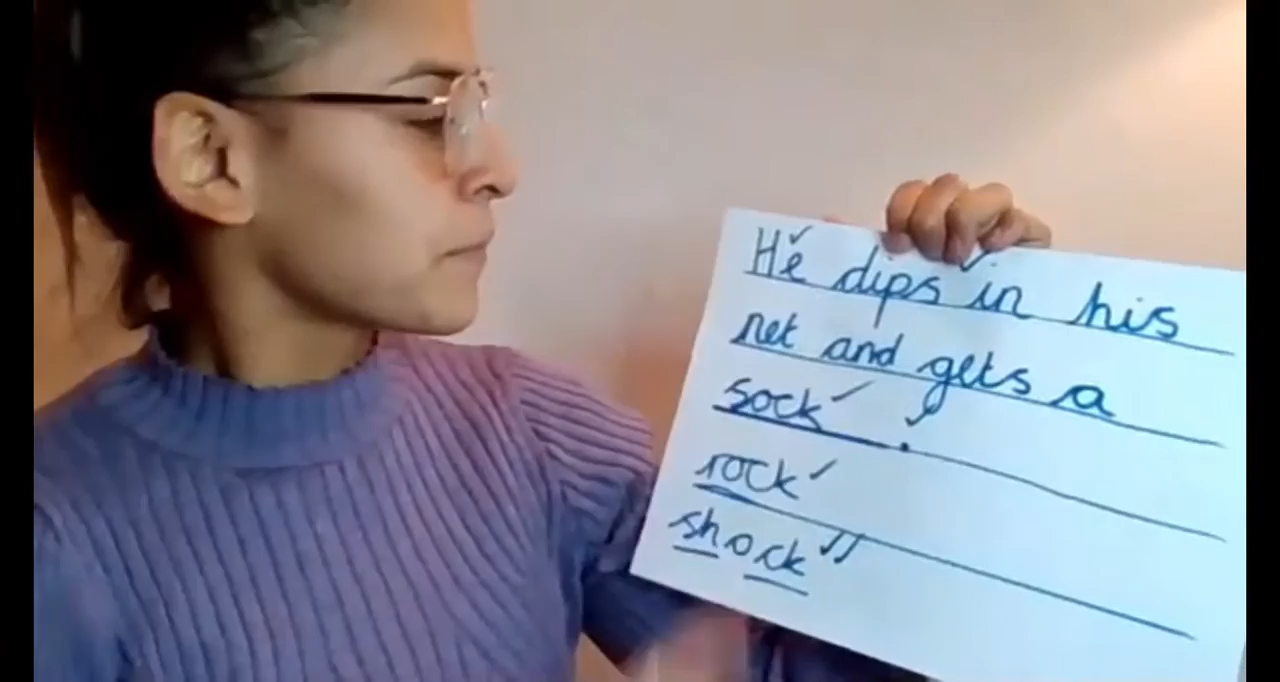 He dips in his
net and gets a
sock.
rock
shock